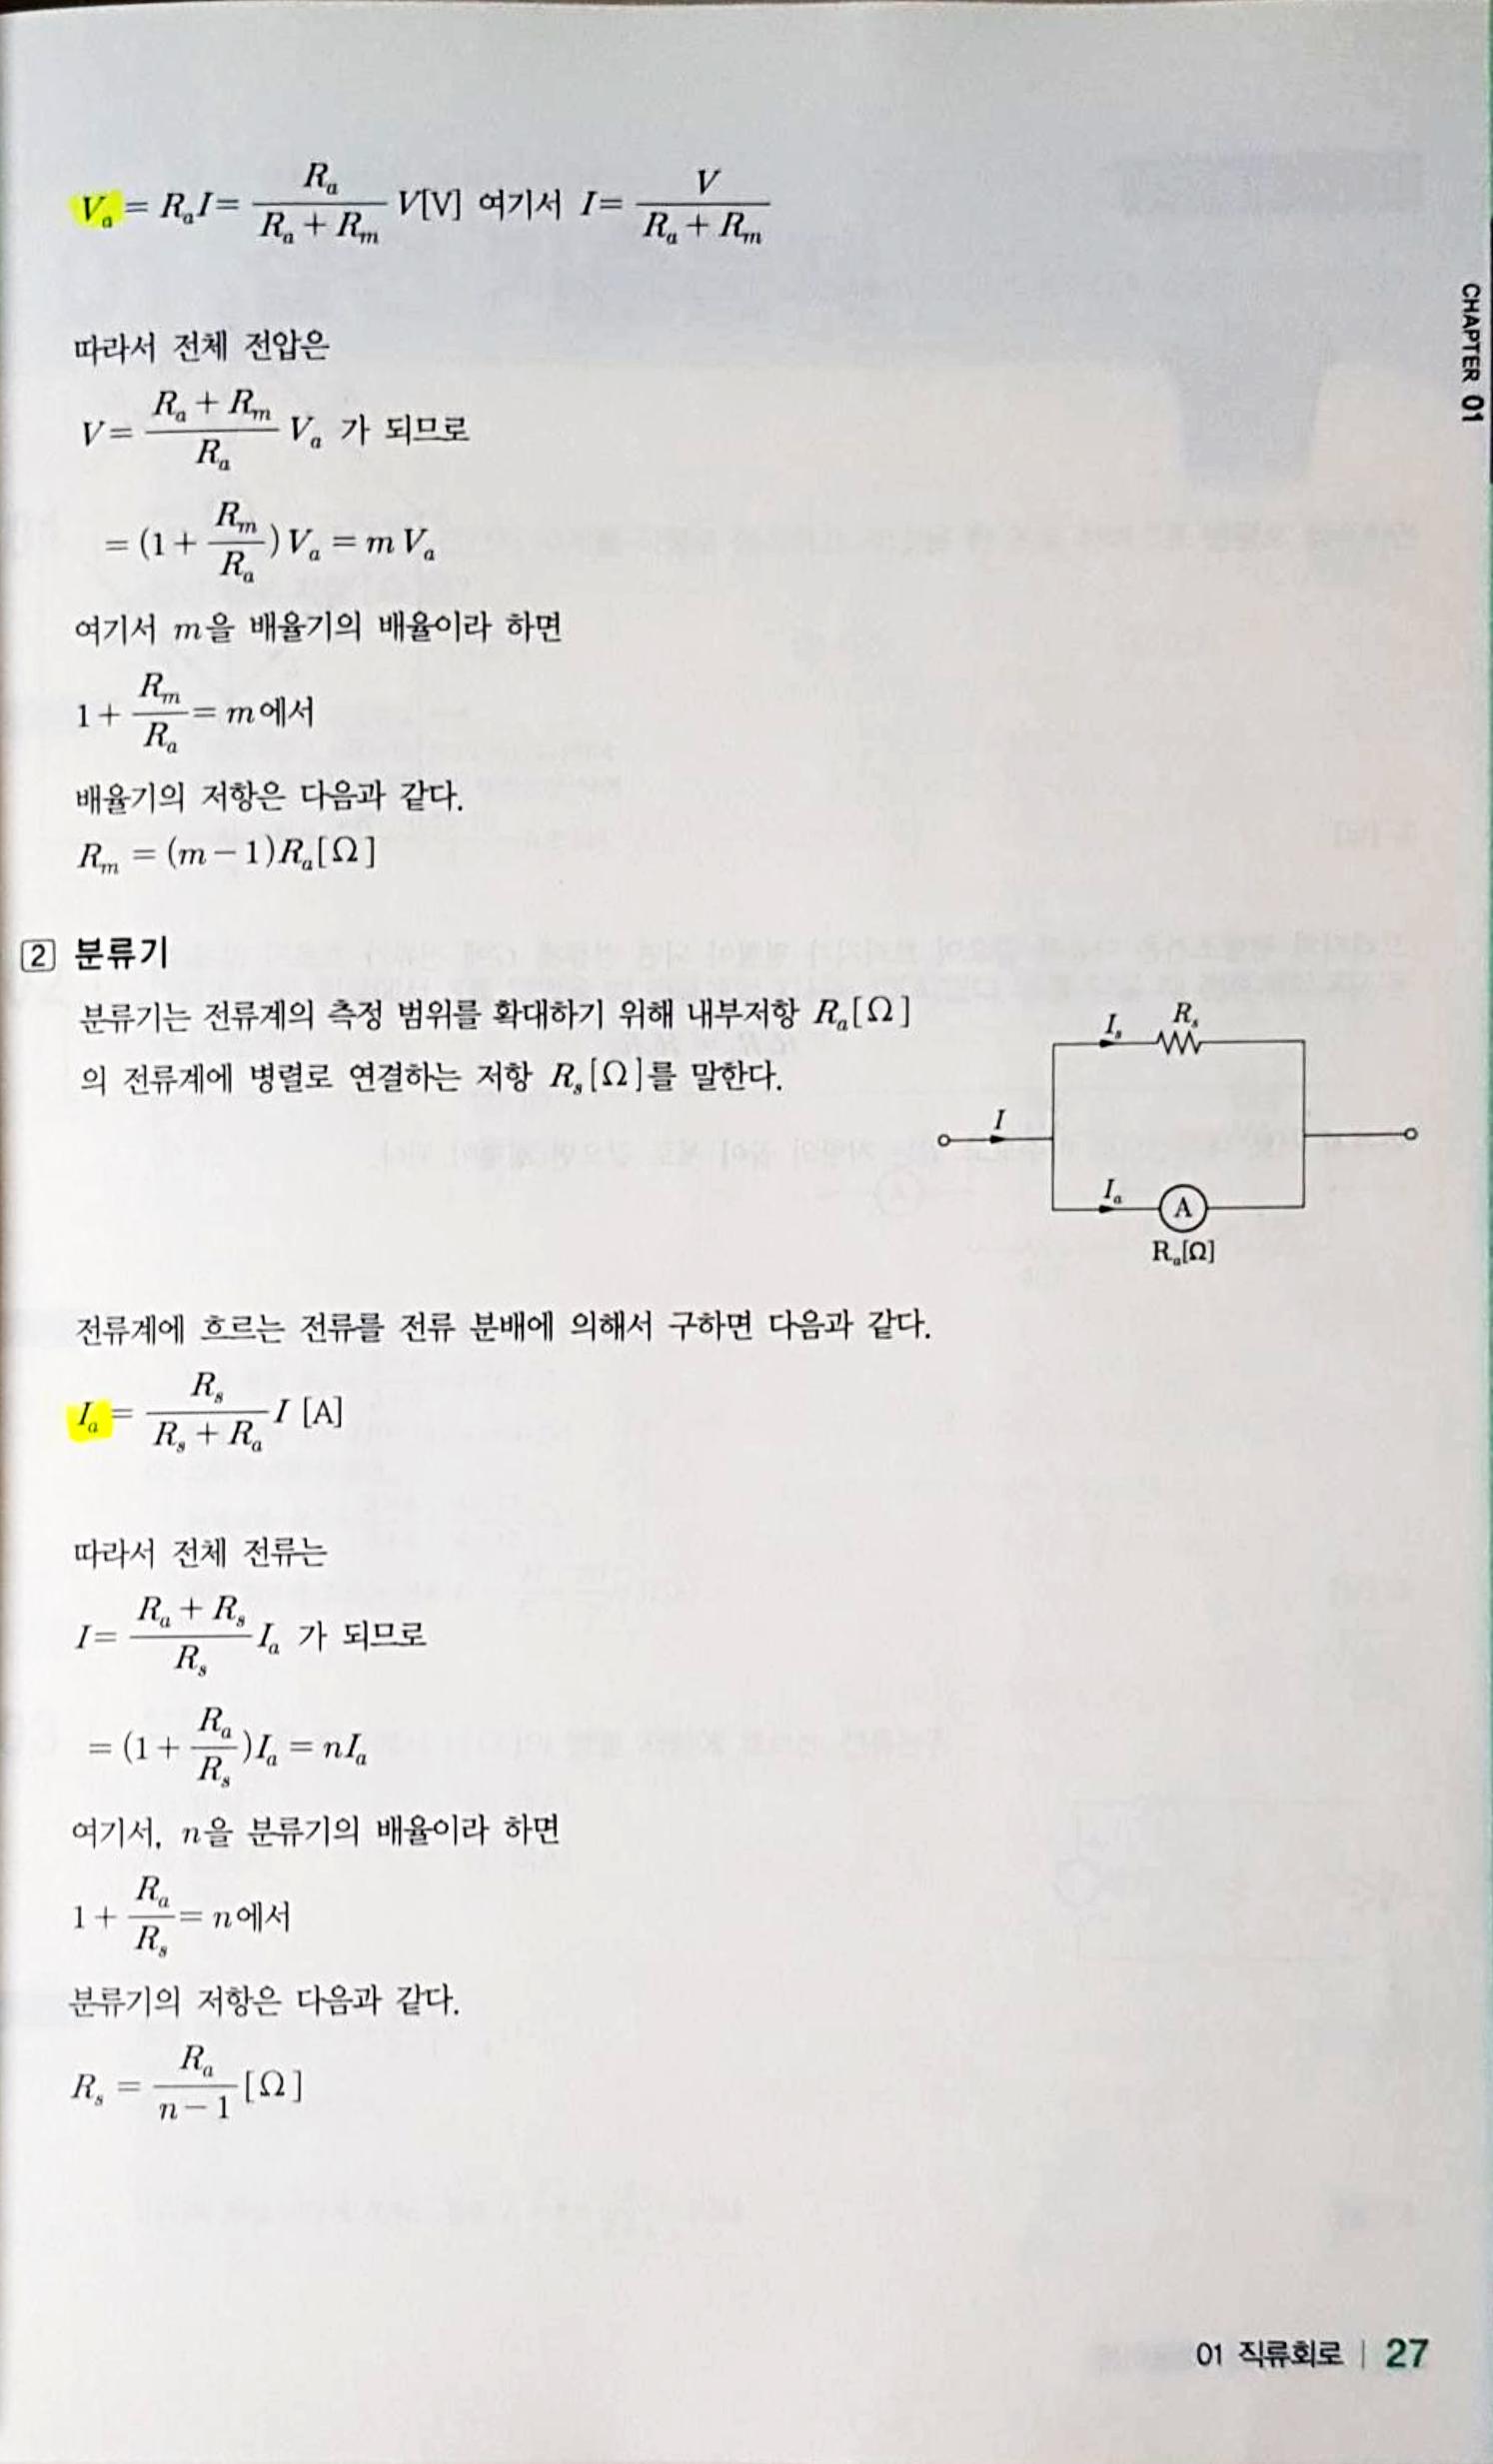 V_a = R_a I = \frac{R_a}{R_a + R_m} V[V] 여기서 I = \frac{V}{R_a + R_m}
따라서 전체 전압은
V = \frac{R_a + R_m}{R_a} V_a 가 되므로
= (1 + \frac{R_m}{R_a}) V_a = m V_a
여기서 m을 배율기의 배율이라 하면
1 + \frac{R_m}{R_a} = m에서
배율기의 저항은 다음과 같다.
R_m = (m - 1)R_a[Ω]
CHAPTER 01
2 분류기
분류기는 전류계의 측정 범위를 확대하기 위해 내부저항 R_a[Ω]
의 전류계에 병렬로 연결하는 저항 R_s[Ω]를 말한다.
I_s R_s
I
I_a A
R_a[Ω]
전류계에 흐르는 전류를 전류 분배에 의해서 구하면 다음과 같다.
I_a = \frac{R_s}{R_s + R_a} I [A]
따라서 전체 전류는
I = \frac{R_a + R_s}{R_s} I_a 가 되므로
= (1 + \frac{R_a}{R_s})I_a = nI_a
여기서, n을 분류기의 배율이라 하면
1 + \frac{R_a}{R_s} = n에서
분류기의 저항은 다음과 같다.
R_s = \frac{R_a}{n - 1}[Ω]
01 직류회로 | 27